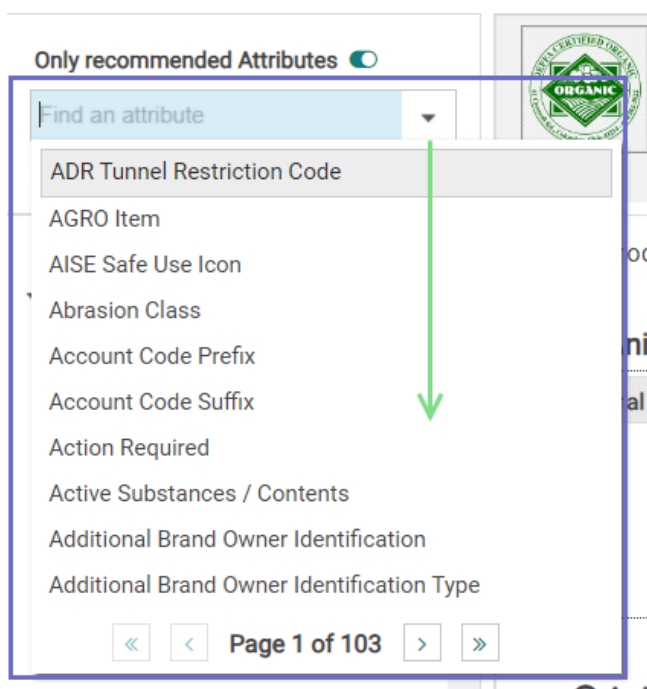 Only recommended Attributes
Find an attribute
ADR Tunnel Restriction Code
AGRO Item
AISE Safe Use Icon
Abrasion Class
Account Code Prefix
Account Code Suffix
Action Required
Active Substances / Contents
Additional Brand Owner Identification
Additional Brand Owner Identification Type
« ‹ Page 1 of 103 › »
ORGANIC